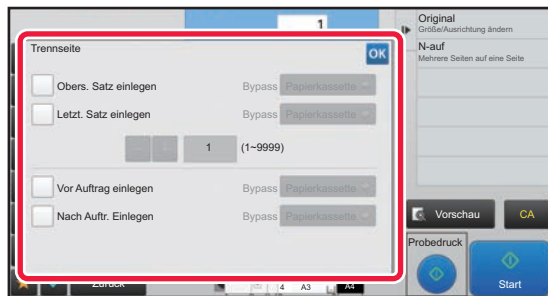 1
Original
Größe/Ausrichtung ändern
Trennseite
OK
N-auf
Mehrere Seiten auf eine Seite
Obers. Satz einlegen Bypass Papierkassette
Letzt. Satz einlegen Bypass Papierkassette
1 (1~9999)
Vor Auftrag einlegen Bypass Papierkassette
Nach Auftr. Einlegen Bypass Papierkassette
Vorschau CA
Probedruck
Start
Zurück 4 A3 A4